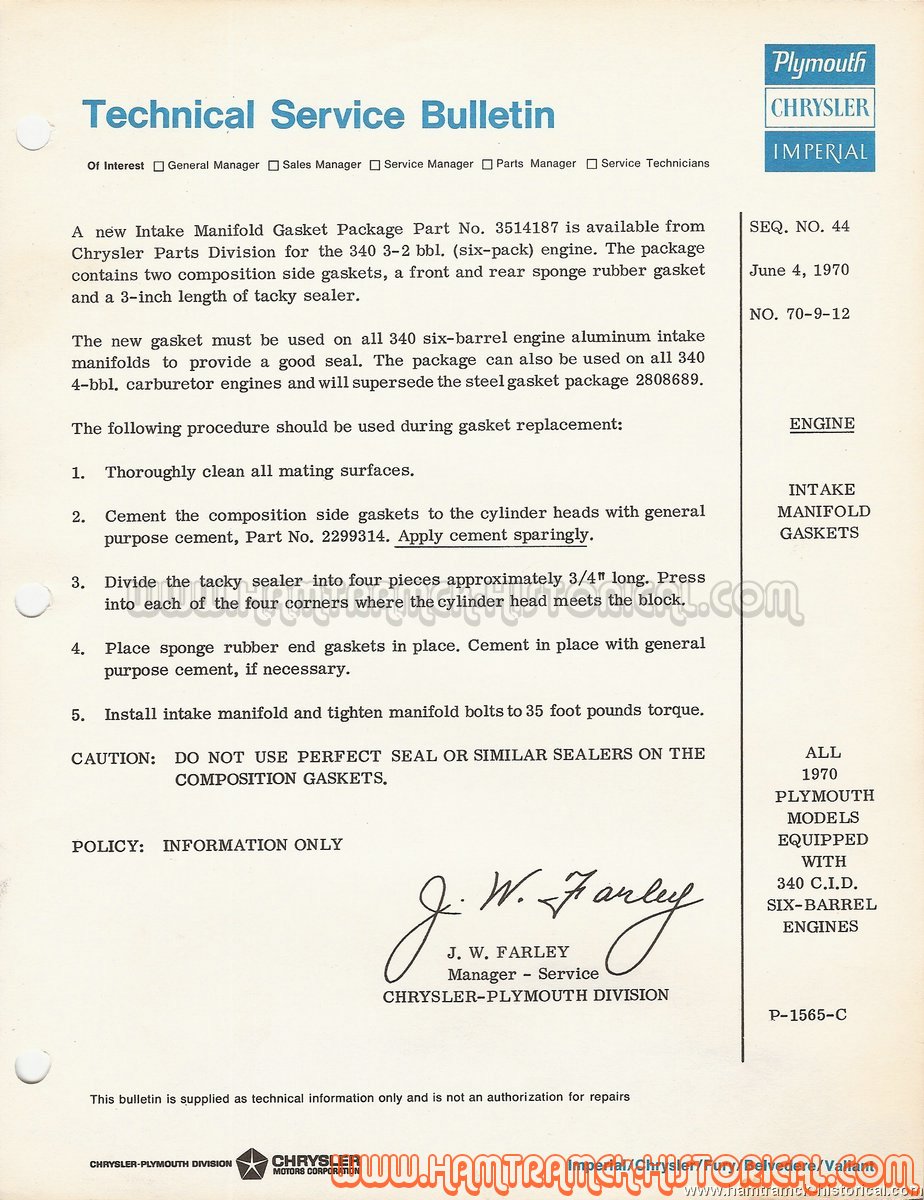 Plymouth
CHRYSLER
IMPERIAL
Technical Service Bulletin
Of Interest □ General Manager □ Sales Manager □ Service Manager □ Parts Manager □ Service Technicians
A new Intake Manifold Gasket Package Part No. 3514187 is available from
Chrysler Parts Division for the 340 3-2 bbl. (six-pack) engine. The package
contains two composition side gaskets, a front and rear sponge rubber gasket
and a 3-inch length of tacky sealer.
The new gasket must be used on all 340 six-barrel engine aluminum intake
manifolds to provide a good seal. The package can also be used on all 340
4-bbl. carburetor engines and will supersede the steel gasket package 2808689.
The following procedure should be used during gasket replacement:
1. Thoroughly clean all mating surfaces.
2. Cement the composition side gaskets to the cylinder heads with general
purpose cement, Part No. 2299314. Apply cement sparingly.
3. Divide the tacky sealer into four pieces approximately 3/4" long. Press
into each of the four corners where the cylinder head meets the block.
www.HAMTRAMCK-HISTORICAL.com
4. Place sponge rubber end gaskets in place. Cement in place with general
purpose cement, if necessary.
5. Install intake manifold and tighten manifold bolts to 35 foot pounds torque.
CAUTION: DO NOT USE PERFECT SEAL OR SIMILAR SEALERS ON THE
COMPOSITION GASKETS.
POLICY: INFORMATION ONLY
J. W. Farley
J. W. FARLEY
Manager - Service
CHRYSLER-PLYMOUTH DIVISION
SEQ. NO. 44
June 4, 1970
NO. 70-9-12
ENGINE
INTAKE
MANIFOLD
GASKETS
ALL
1970
PLYMOUTH
MODELS
EQUIPPED
WITH
340 C.I.D.
SIX-BARREL
ENGINES
P-1565-C
This bulletin is supplied as technical information only and is not an authorization for repairs
CHRYSLER-PLYMOUTH DIVISION CHRYSLER
MOTORS CORPORATION
Imperial/Chrysler/Fury/Belvedere/Valiant
www.HAMTRAMCK-HISTORICAL.com
www.hamtramck-historical.com